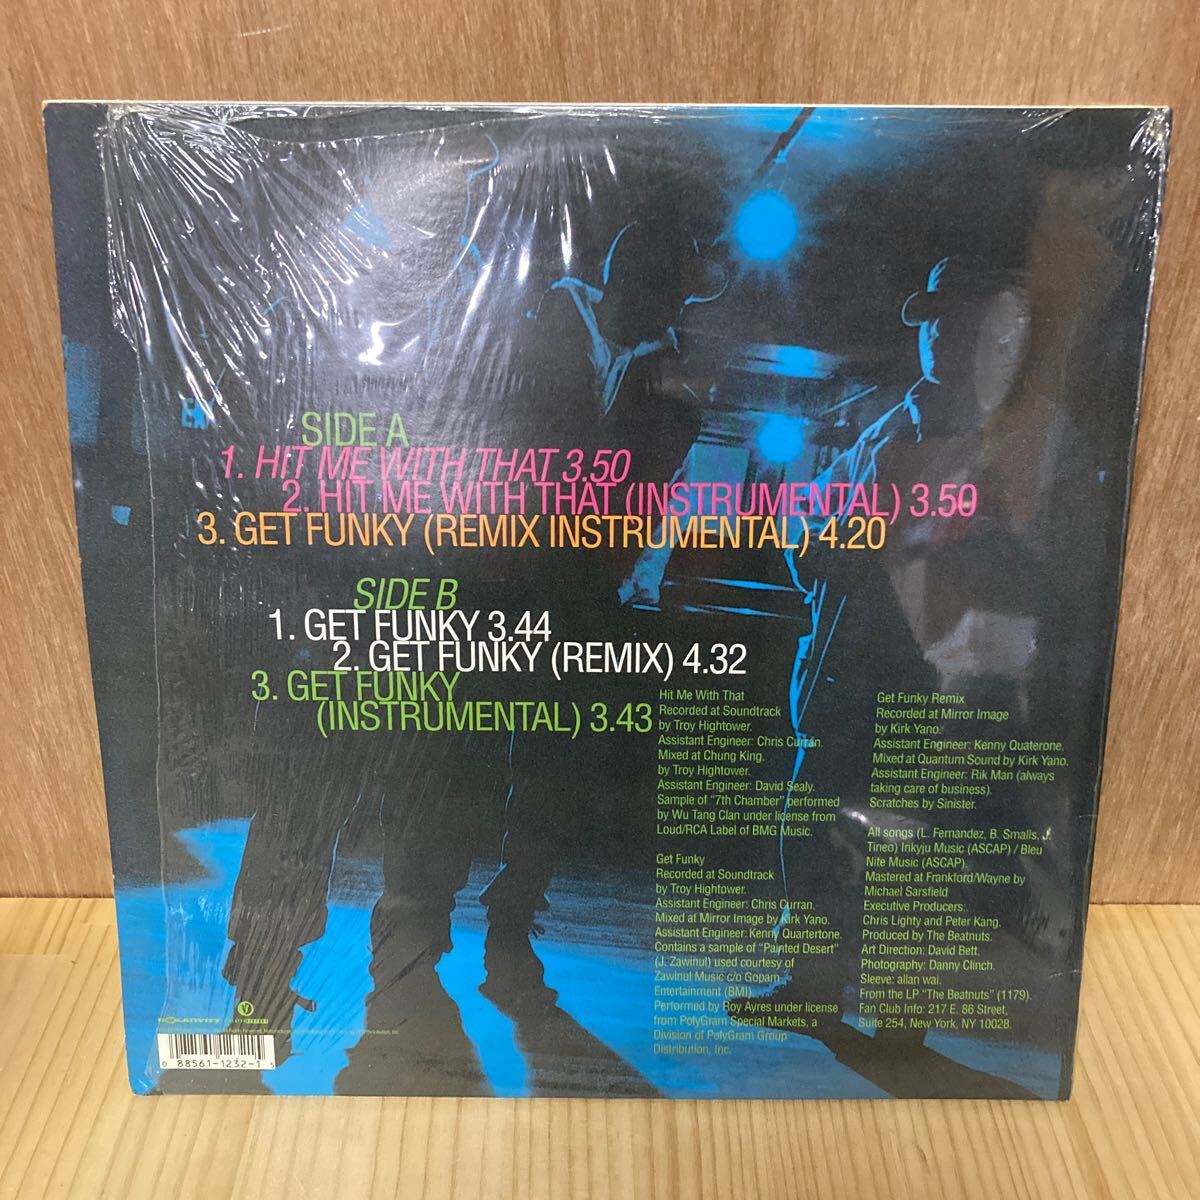 SIDE A
1. HIT ME WITH THAT 3.50
2. HIT ME WITH THAT (INSTRUMENTAL) 3.50
3. GET FUNKY (REMIX INSTRUMENTAL) 4.20
SIDE B
1. GET FUNKY 3.44
2. GET FUNKY (REMIX) 4.32
3. GET FUNKY
(INSTRUMENTAL) 3.43
Hit Me With That
Recorded at Soundtrack
by Troy Hightower.
Assistant Engineer: Chris Curran.
Mixed at Chung King.
by Troy Hightower.
Assistant Engineer: David Sealy.
Sample of "7th Chamber" performed
by Wu Tang Clan under license from
Loud/RCA Label of BMG Music.
Get Funky
Recorded at Soundtrack
by Troy Hightower.
Assistant Engineer: Chris Curran.
Mixed at Mirror Image by Kirk Yano.
Assistant Engineer: Kenny Quartertone.
Contains a sample of "Painted Desert"
(J. Zawinul) used courtesy of
Zawinul Music c/o Gopam
Entertainment (BMI).
Performed by Roy Ayres under license
from PolyGram Special Markets, a
Division of PolyGram Group
Distribution, Inc.
Get Funky Remix
Recorded at Mirror Image
by Kirk Yano.
Assistant Engineer: Kenny Quaterone.
Mixed at Quantum Sound by Kirk Yano.
Assistant Engineer: Rik Man (always
taking care of business).
Scratches by Sinister.
All songs (L. Fernandez, B. Smalls, J.
Tineo) Inkyju Music (ASCAP) / Bleu
Nite Music (ASCAP).
Mastered at Frankford/Wayne by
Michael Sarsfield
Executive Producers:
Chris Lighty and Peter Kang.
Produced by The Beatnuts.
Art Direction: David Bett.
Photography: Danny Clinch.
Sleeve: allan wai.
From the LP "The Beatnuts" (1179).
Fan Club Info: 217 E. 86 Street,
Suite 254, New York, NY 10028.
RELATIVITY
V
0 88561-1232-1 5